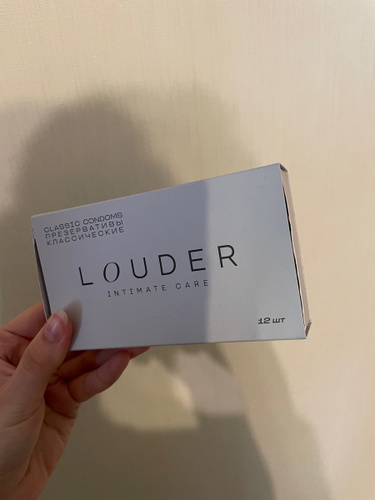 CLASSIC CONDOMS
ПРЕЗЕРВАТИВЫ
КЛАССИЧЕСКИЕ
LOUDER
INTIMATE CARE
12 шт